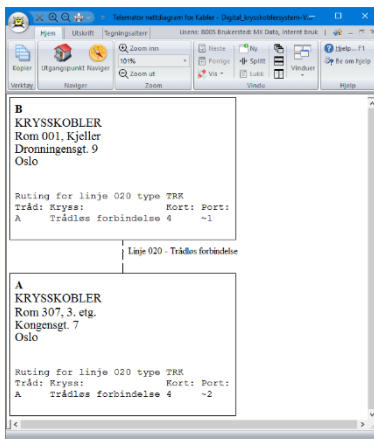 Telemator nettdiagram for Kabler - Digital_krysskoblersystem-V
Hjem Utskrift Tegningsalterr
Lisens: 8005 Brukersted: MX Data, Internt bruk
Kopier
Utgangspunkt
Naviger
Zoom inn
101%
Zoom ut
Neste
Forrige
Vis
Ny
Splitt
Lukk
Vinduer
Hjelp... F1
Be om hjelp
Verktøy Naviger Zoom Vindu Hjelp
B
KRYSSKOBLER
Rom 001, Kjeller
Dronningensgt. 9
Oslo
Ruting for linje 020 type TRK
Tråd: Kryss: Kort: Port:
A Trådløs forbindelse 4 ~1
Linje 020 - Trådløs forbindelse
A
KRYSSKOBLER
Rom 307, 3. etg.
Kongensgt. 7
Oslo
Ruting for linje 020 type TRK
Tråd: Kryss: Kort: Port:
A Trådløs forbindelse 4 ~2